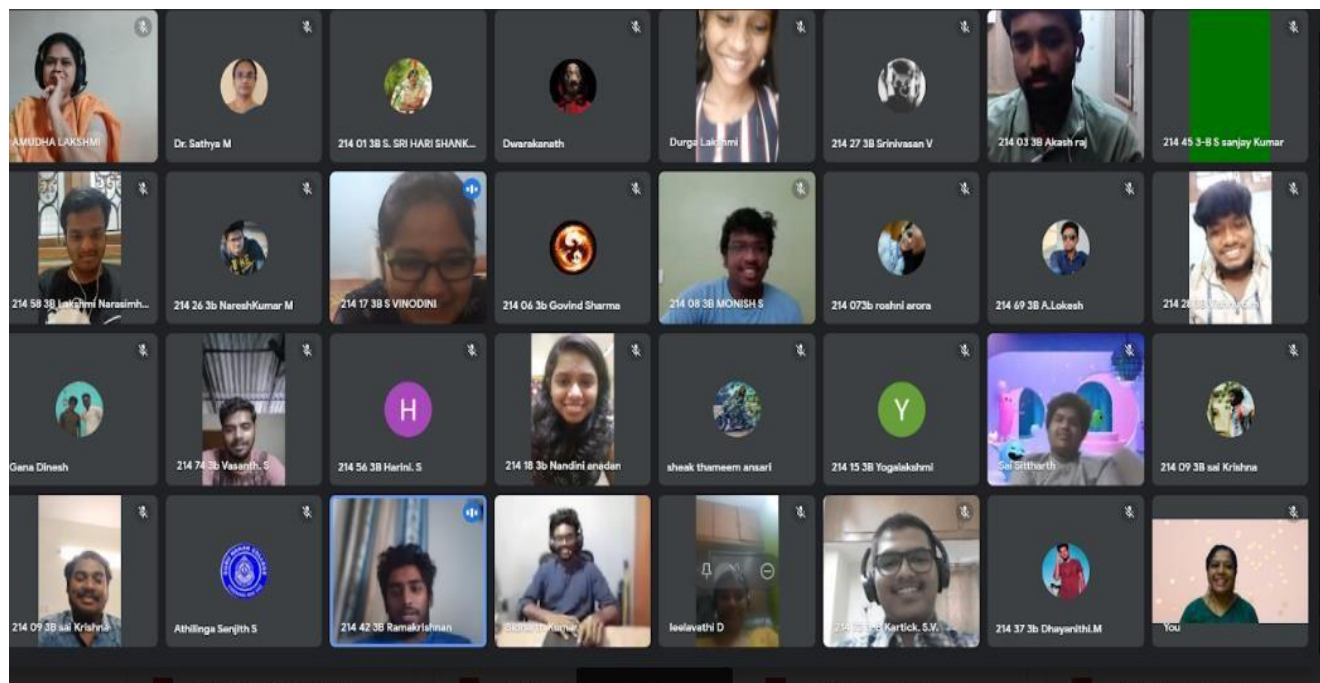 AMUDHA LAKSHMI
Dr. Sathya M
214 01 3B S. SRI HARI SHANK...
Dwarakanath
Durga Lakshmi
214 27 3B Srinivasan V
214 03 3B Akash raj
214 45 3-B S sanjay Kumar
214 58 3B Lakshmi Narasimh...
214 26 3b NareshKumar M
214 17 3B S VINODINI
214 06 3b Govind Sharma
214 08 3B MONISH S
214 073b roshni arora
214 69 3B A.Lokesh
214
Gana Dinesh
214 74 3b Vasanth. S
H
214 56 3B Harini. S
214 18 3b Nandini anadan
sheak thameem ansari
Y
214 15 3B Yogalakshmi
Sai Sittharth
214 09 3B sai Krishna
214 09 3B sai Krishna
Athilinga Senjith S
214 42 3B Ramakrishnan
Kumar
leelavathi D
214 Kartick. S.V.
214 37 3b Dhayanithi.M
You